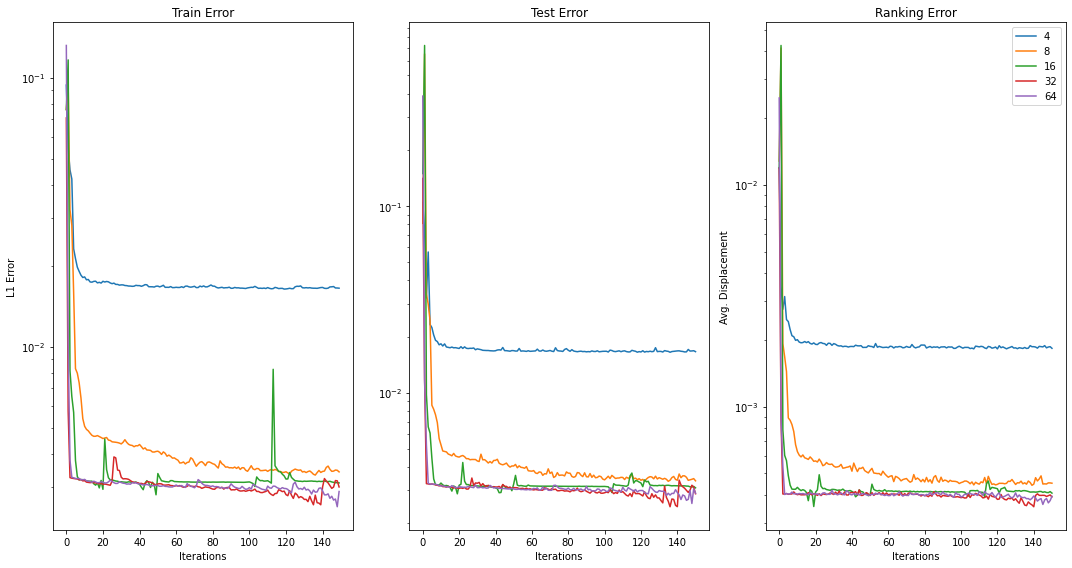 Train Error
Test Error
Ranking Error
L1 Error
10⁻¹
10⁻²
0 20 40 60 80 100 120 140
Iterations
10⁻¹
10⁻²
0 20 40 60 80 100 120 140
Iterations
Avg. Displacement
10⁻²
10⁻³
0 20 40 60 80 100 120 140
Iterations
4
8
16
32
64